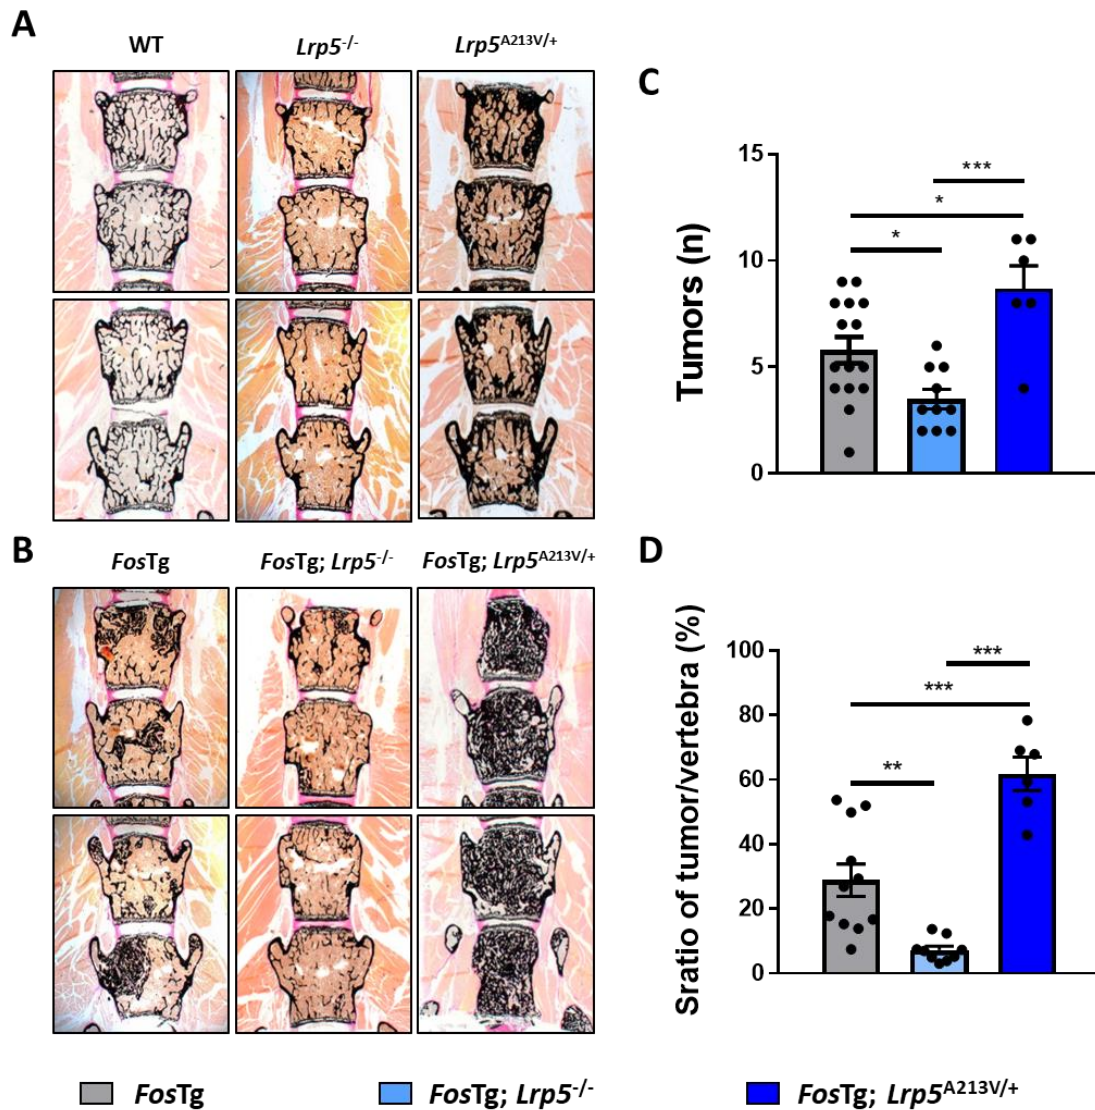 A
WT
Lrp5-/-
Lrp5A213V/+
B
FosTg
FosTg; Lrp5-/-
FosTg; Lrp5A213V/+
C
Tumors (n)
15
10
5
0
***
*
*
D
Sratio of tumor/vertebra (%)
100
80
60
40
20
0
***
***
**
FosTg
FosTg; Lrp5-/-
FosTg; Lrp5A213V/+